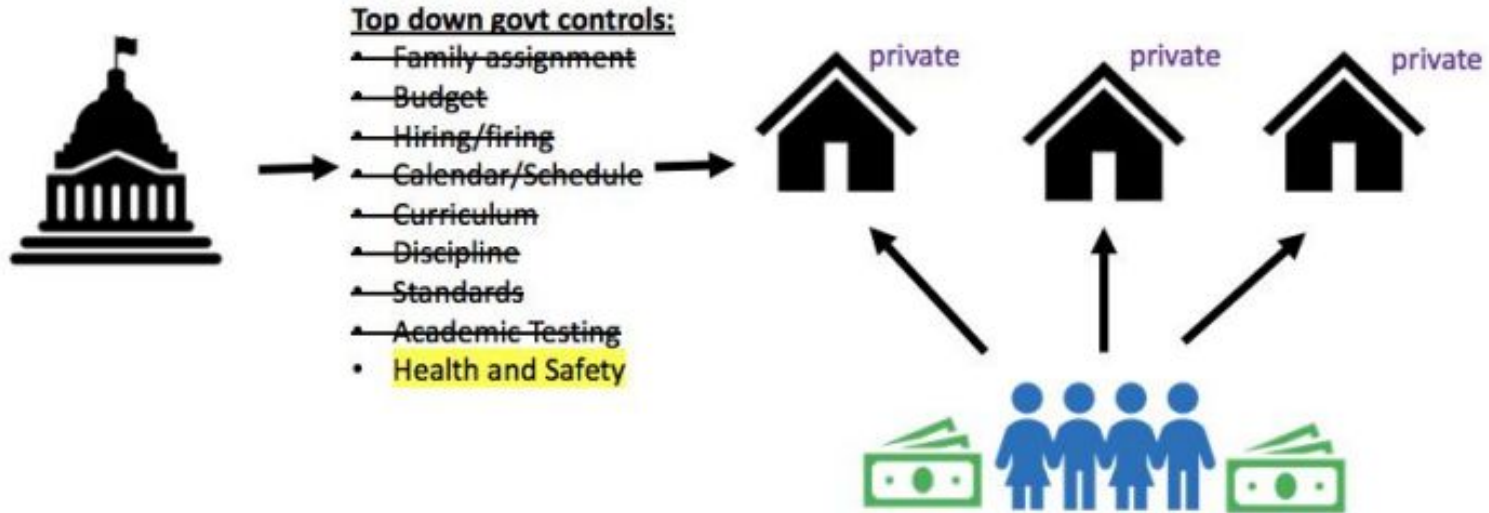 Top down govt controls:
• Family assignment
• Budget
• Hiring/firing
• Calendar/Schedule
• Curriculum
• Discipline
• Standards
• Academic Testing
• Health and Safety
private
private
private